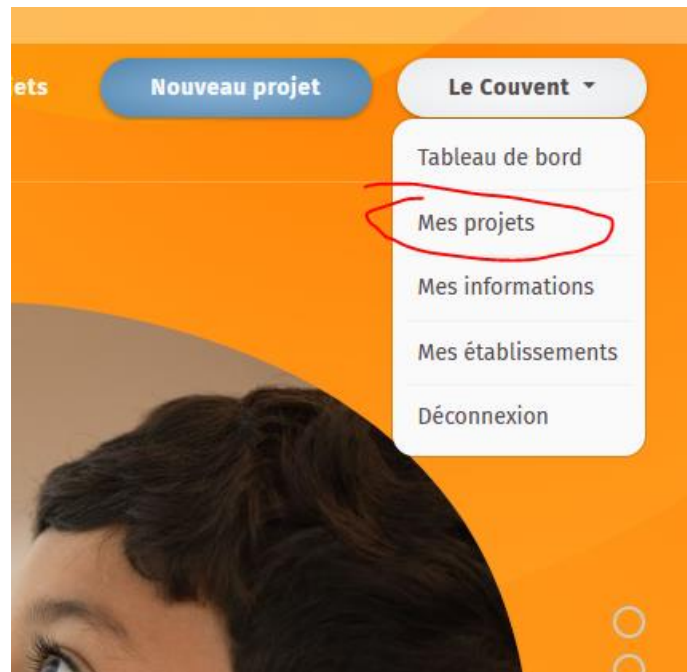 ets
Nouveau projet
Le Couvent
Tableau de bord
Mes projets
Mes informations
Mes établissements
Déconnexion